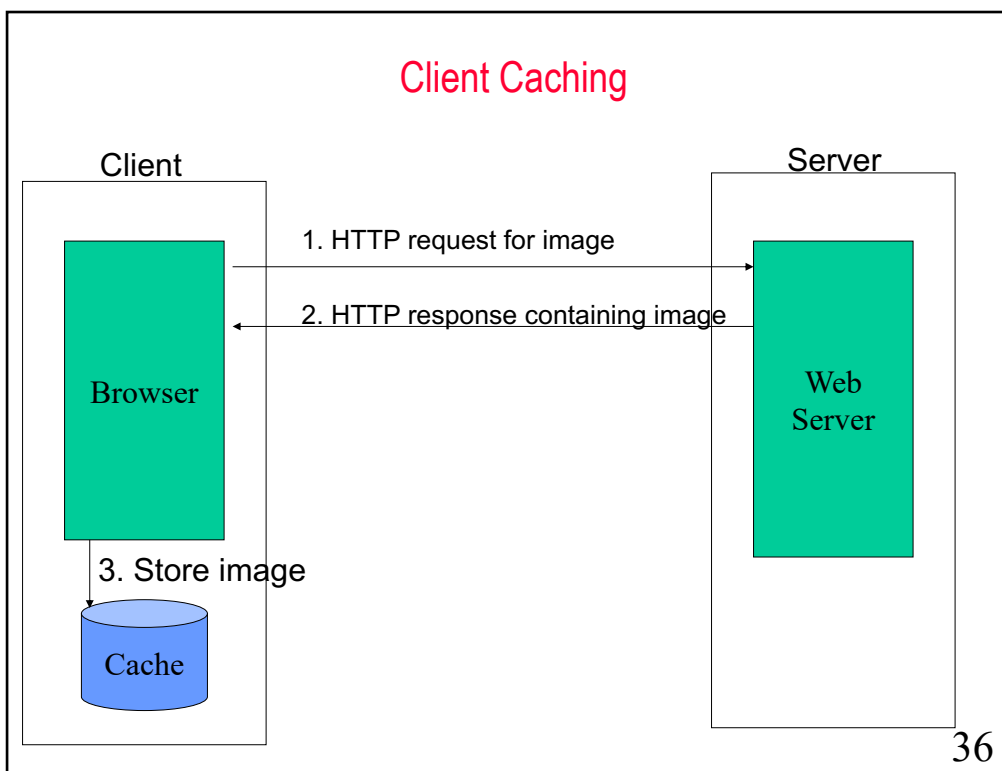 Client Caching
Client
Server
1. HTTP request for image
2. HTTP response containing image
Browser
Web
Server
3. Store image
Cache
36